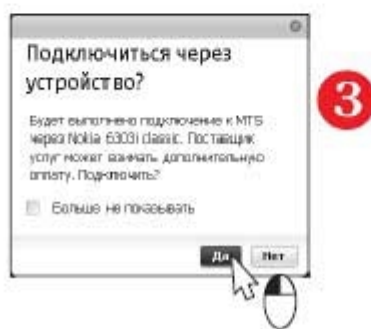 Подключиться через
устройство?
Будет выполнено подключение к MTS
через Nokia 6303i classic. Поставщик
услуг может взимать дополнительную
оплату. Подключить?
Больше не показывать
Да
Нет
3